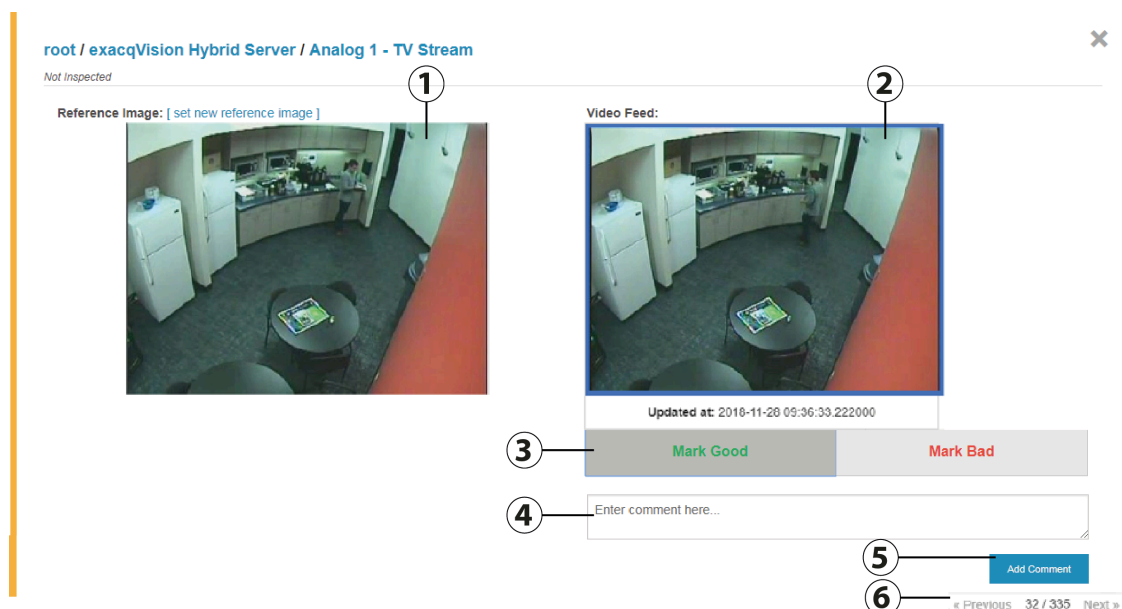 root / exacqVision Hybrid Server / Analog 1 - TV Stream
Not Inspected
1
2
Reference Image: [ set new reference image ]
Video Feed:
Updated at: 2018-11-28 09:36:33.222000
3
Mark Good
Mark Bad
4
Enter comment here...
5
Add Comment
6
« Previous 32 / 335 Next »